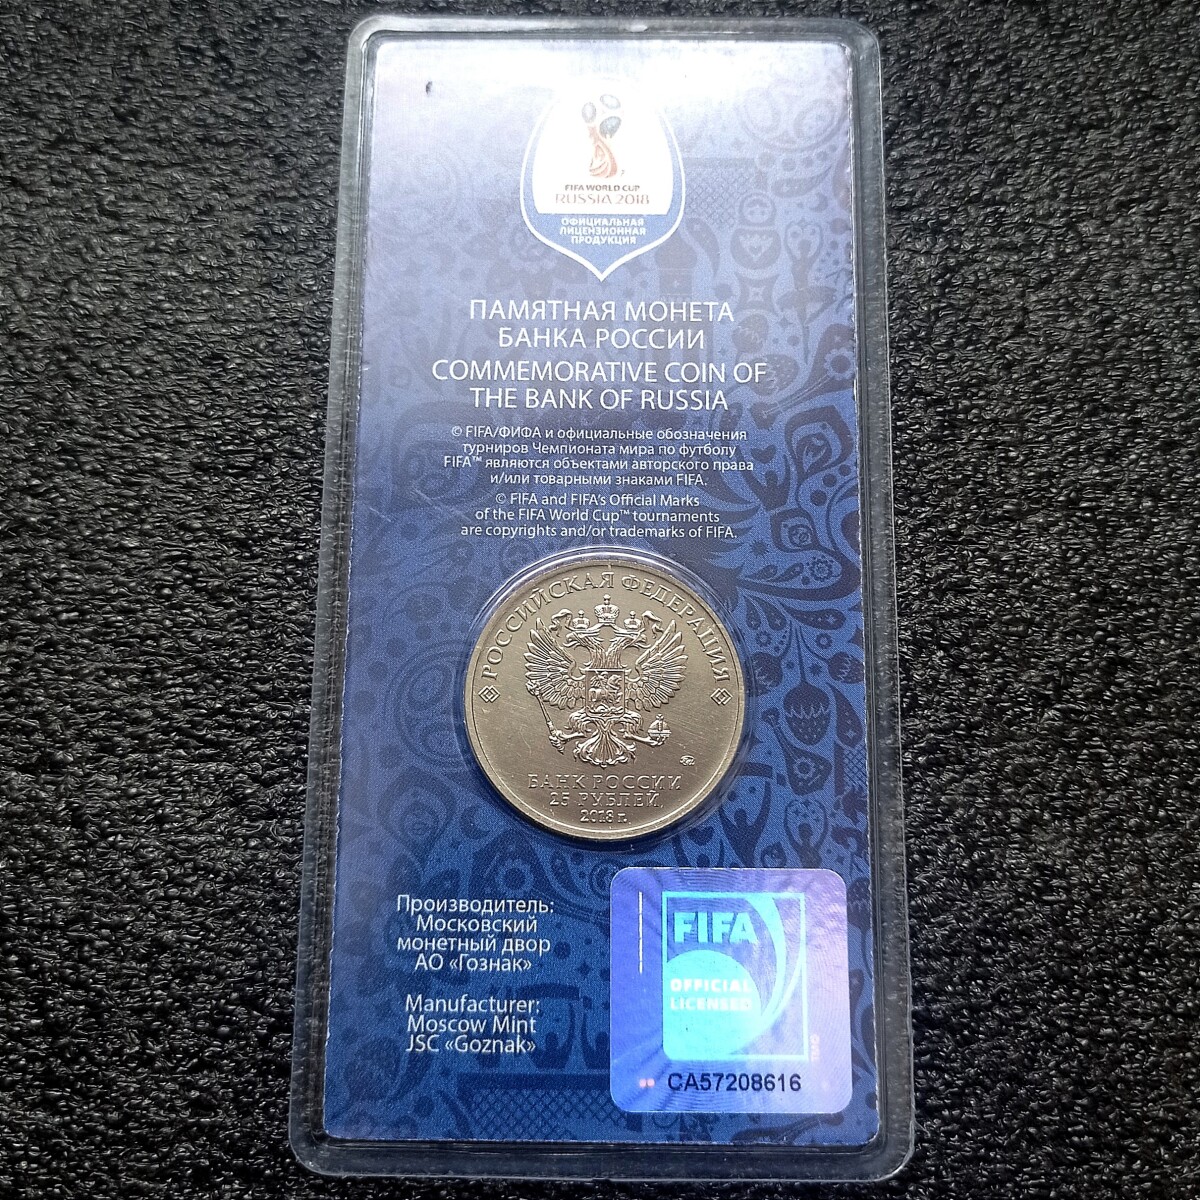 FIFA WORLD CUP
RUSSIA 2018
ОФИЦИАЛЬНАЯ
ЛИЦЕНЗИОННАЯ
ПРОДУКЦИЯ
ПАМЯТНАЯ МОНЕТА
БАНКА РОССИИ
COMMEMORATIVE COIN OF
THE BANK OF RUSSIA
© FIFA/ФИФА и официальные обозначения
турниров Чемпионата мира по футболу
FIFA™ являются объектами авторского права
и/или товарными знаками FIFA.
© FIFA and FIFA's Official Marks
of the FIFA World Cup™ tournaments
are copyrights and/or trademarks of FIFA.
РОССИЙСКАЯ ФЕДЕРАЦИЯ
БАНК РОССИИ
25 РУБЛЕЙ
2018 г.
Производитель:
Московский
монетный двор
АО «Гознак»
Manufacturer:
Moscow Mint
JSC «Goznak»
FIFA
OFFICIAL
LICENSED
CA57208616